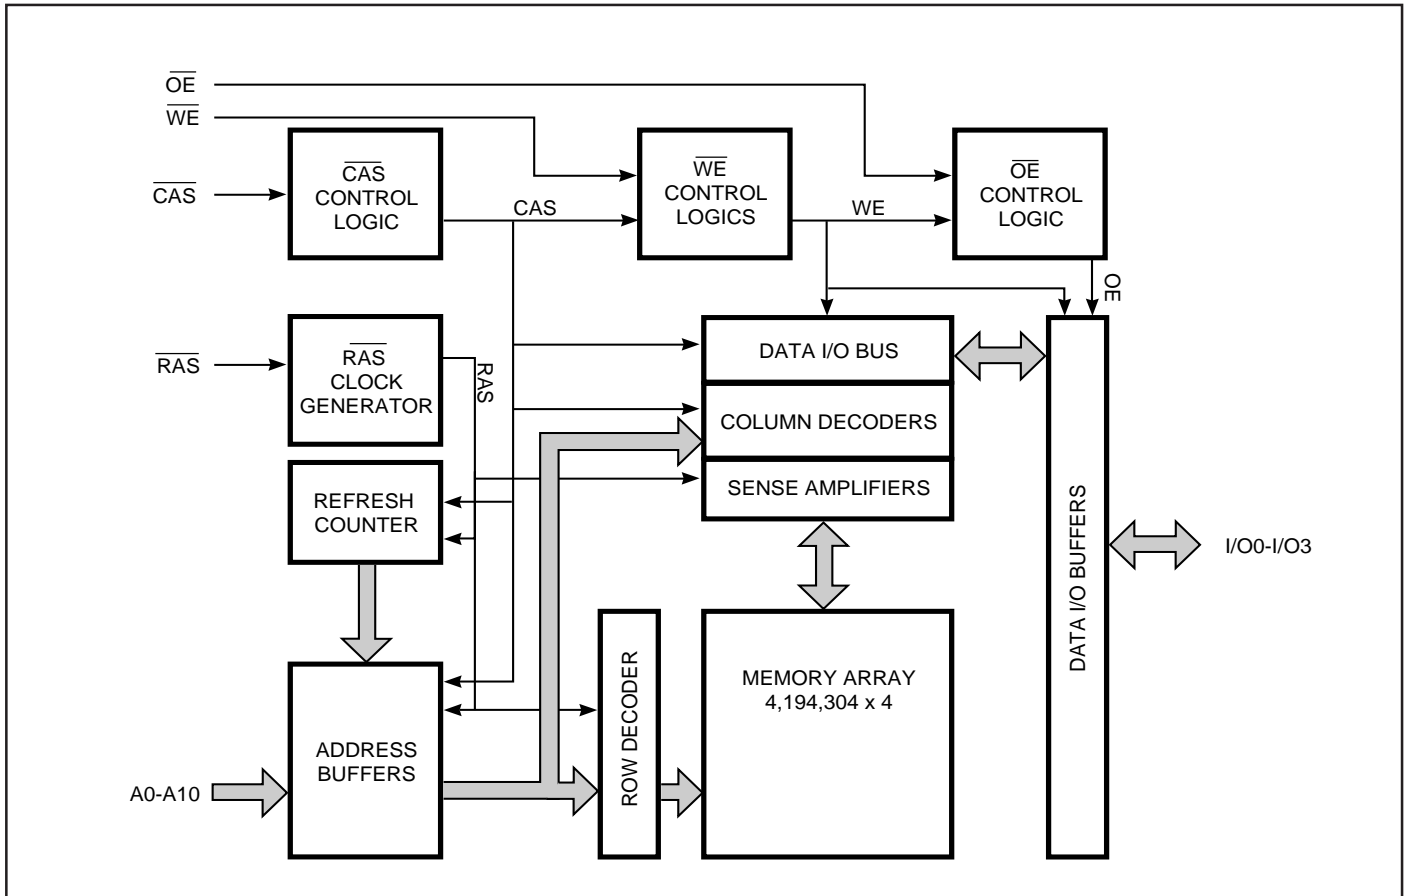 OE
WE
CAS
CAS
CONTROL
LOGIC
CAS
WE
CONTROL
LOGICS
WE
OE
CONTROL
LOGIC
OE
RAS
RAS
CLOCK
GENERATOR
RAS
DATA I/O BUS
COLUMN DECODERS
SENSE AMPLIFIERS
REFRESH
COUNTER
DATA I/O BUFFERS
I/O0-I/O3
ROW DECODER
MEMORY ARRAY
4,194,304 x 4
ADDRESS
BUFFERS
A0-A10